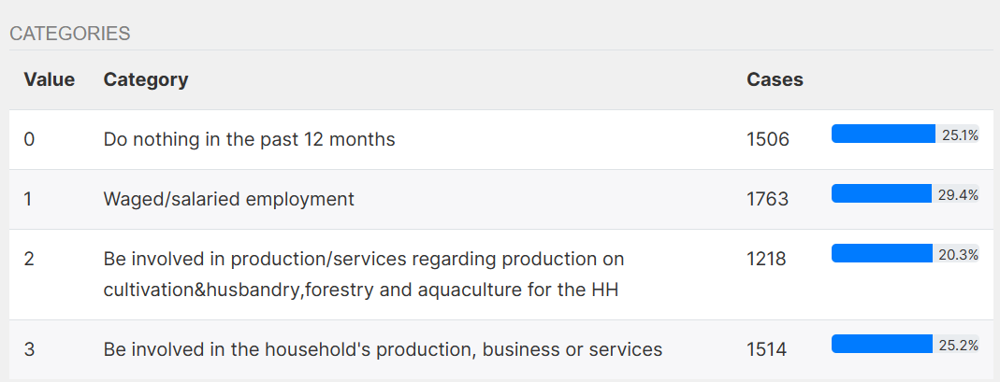 CATEGORIES
Value Category Cases
0 Do nothing in the past 12 months 1506 25.1%
1 Waged/salaried employment 1763 29.4%
2 Be involved in production/services regarding production on 1218 20.3%
cultivation&husbandry,forestry and aquaculture for the HH
3 Be involved in the household's production, business or services 1514 25.2%